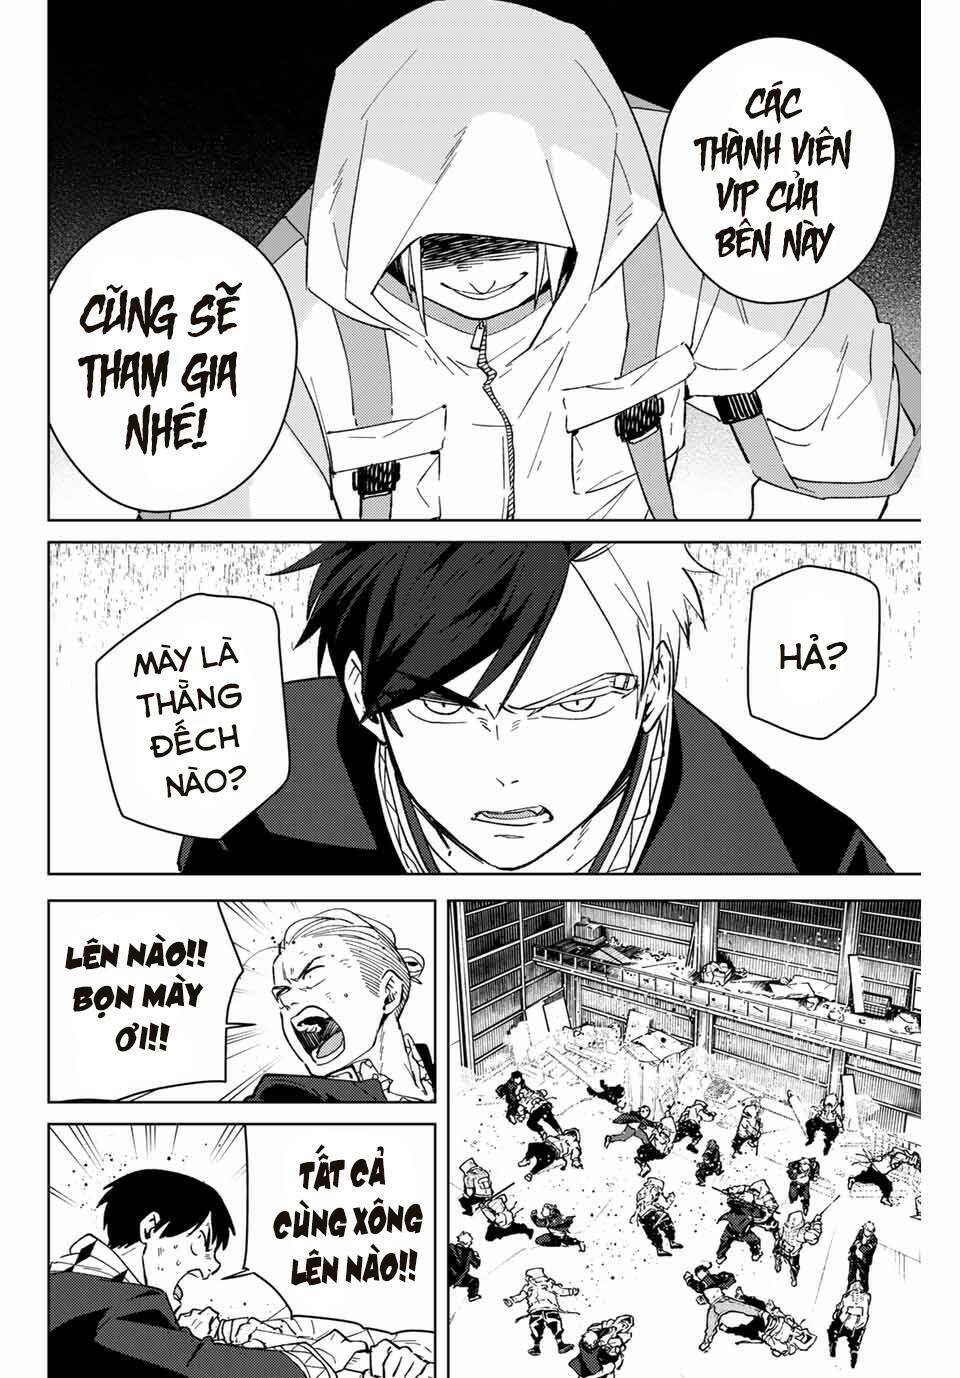 CÁC
THÀNH VIÊN
VIP CỦA
BÊN NÀY
CŨNG SẼ
THAM GIA
NHÉ!
HẢ?
MÀY LÀ
THẰNG
ĐẾCH
NÀO?
LÊN NÀO!!
BỌN MÀY
ƠI!!
TẤT CẢ
CÙNG XÔNG
LÊN NÀO!!